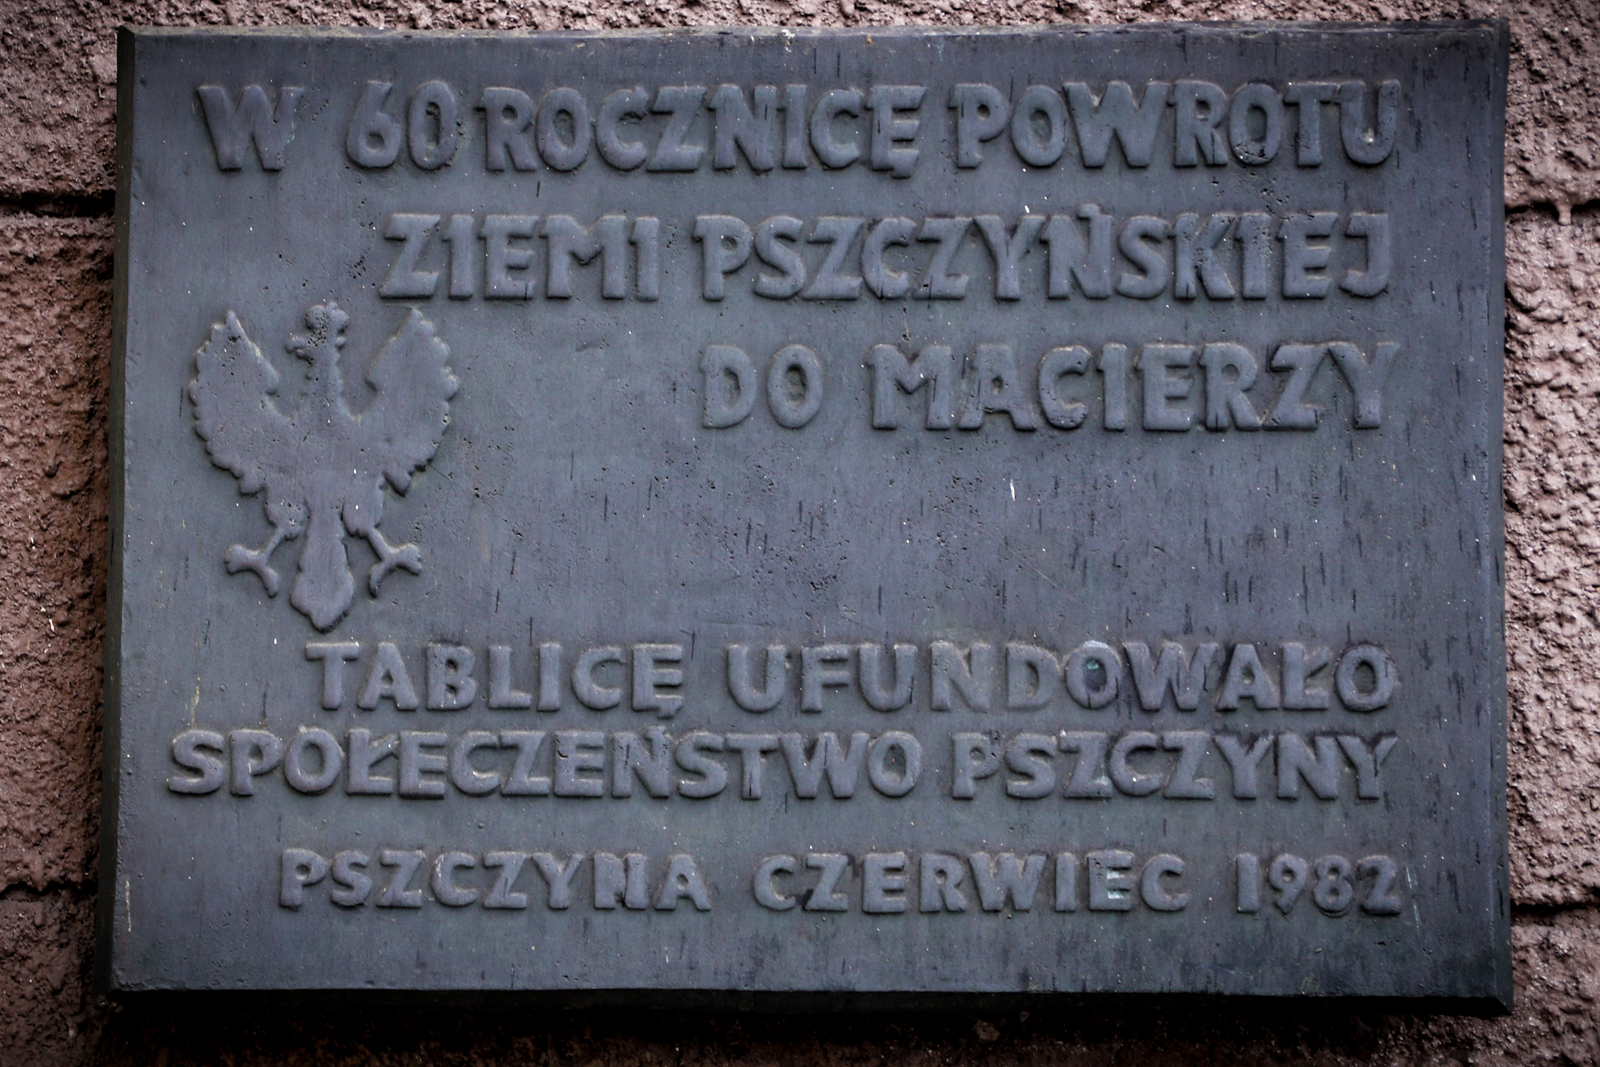 W 60 ROCZNICĘ POWROTU
ZIEMI PSZCZYŃSKIEJ
DO MACIERZY
TABLICĘ UFUNDOWAŁO
SPOŁECZEŃSTWO PSZCZYNY
PSZCZYNA CZERWIEC 1982